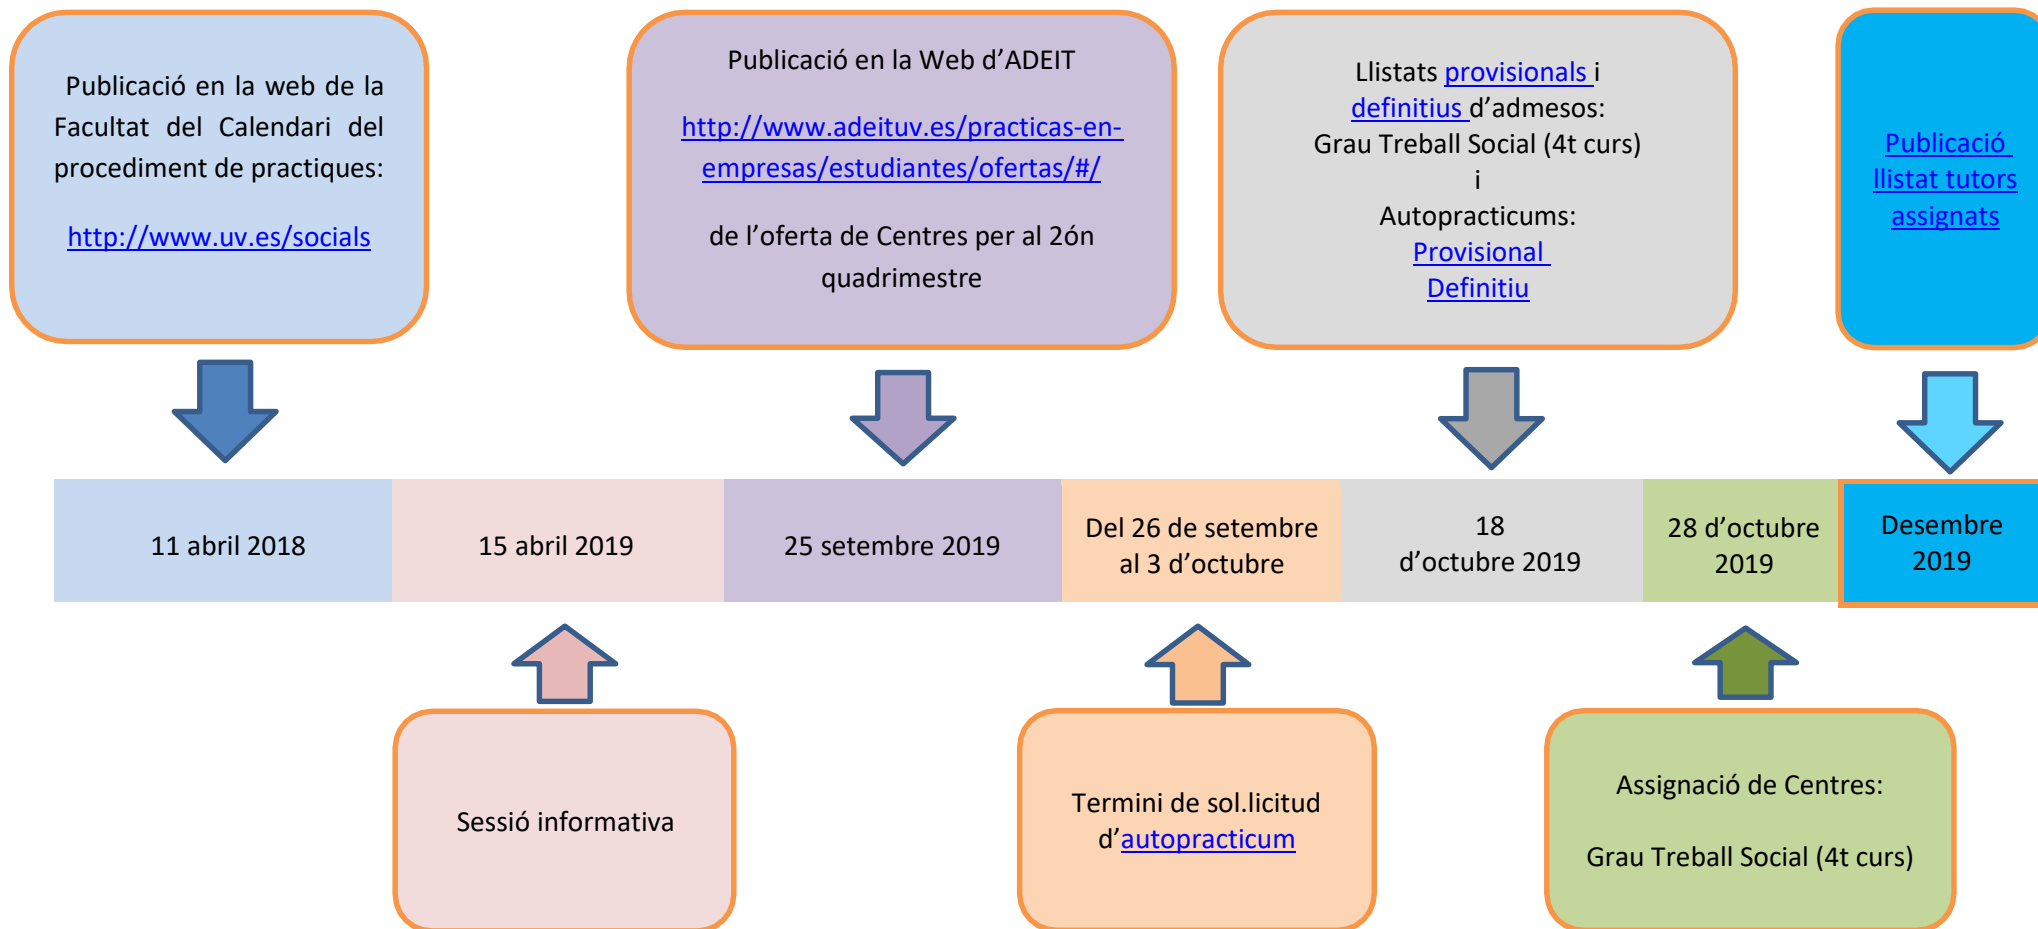 Publicació en la web de la
Facultat del Calendari del
procediment de practiques:
http://www.uv.es/socials
Publicació en la Web d’ADEIT
http://www.adeituv.es/practicas-en-
empresas/estudiantes/ofertas/#/
de l’oferta de Centres per al 2ón
quadrimestre
Llistats provisionals i
definitius d’admesos:
Grau Treball Social (4t curs)
i
Autopracticums:
Provisional
Definitiu
Publicació
llistat tutors
assignats
11 abril 2018
15 abril 2019
25 setembre 2019
Del 26 de setembre
al 3 d’octubre
18
d’octubre 2019
28 d’octubre
2019
Desembre
2019
Sessió informativa
Termini de sol.licitud
d’autopracticum
Assignació de Centres:
Grau Treball Social (4t curs)